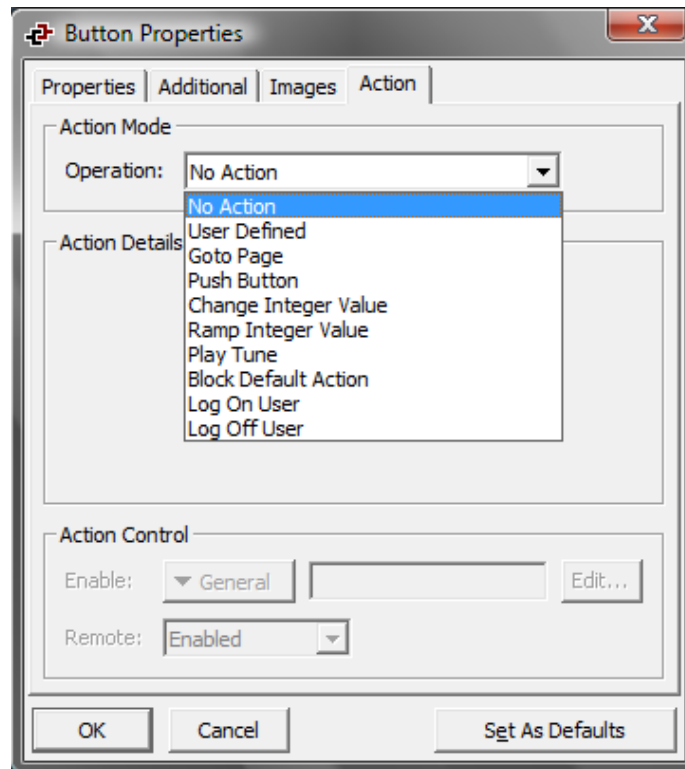 Button Properties
Properties Additional Images Action
Action Mode
Operation: No Action
No Action
User Defined
Action Details
Goto Page
Push Button
Change Integer Value
Ramp Integer Value
Play Tune
Block Default Action
Log On User
Log Off User
Action Control
Enable: General Edit...
Remote: Enabled
OK Cancel Set As Defaults